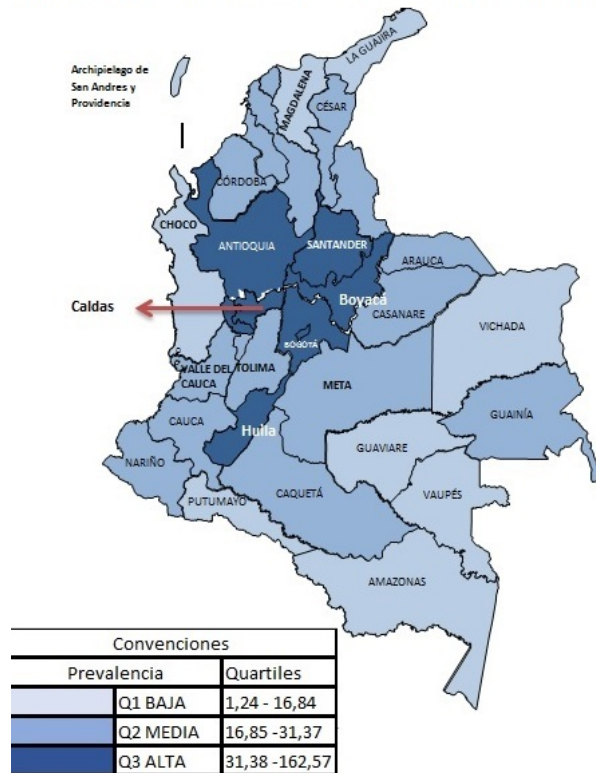 LA GUAJIRA
Archipielago de
San Andres y
Providencia
MAGDALENA
CÉSAR
CÓRDOBA
CHOCO
ANTIOQUIA
SANTANDER
ARAUCA
Caldas
Boyacá
CASANARE
VICHADA
BOGOTÁ
VALLE DEL
CAUCA
TOLIMA
META
GUAINÍA
CAUCA
Huila
GUAVIARE
NARIÑO
CAQUETÁ
VAUPÉS
PUTUMAYO
AMAZONAS
Convenciones
Prevalencia Quartiles
Q1 BAJA 1,24 - 16,84
Q2 MEDIA 16,85 -31,37
Q3 ALTA 31,38 -162,57